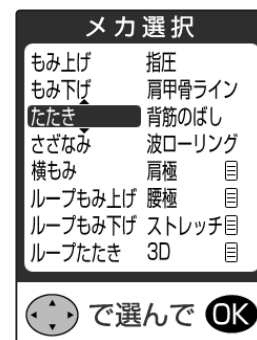 メカ選択
もみ上げ 指圧
もみ下げ 肩甲骨ライン
たたき 背筋のばし
さざなみ 波ローリング
横もみ 肩極
ループもみ上げ 腰極
ループもみ下げ ストレッチ
ループたたき 3D
で選んで OK